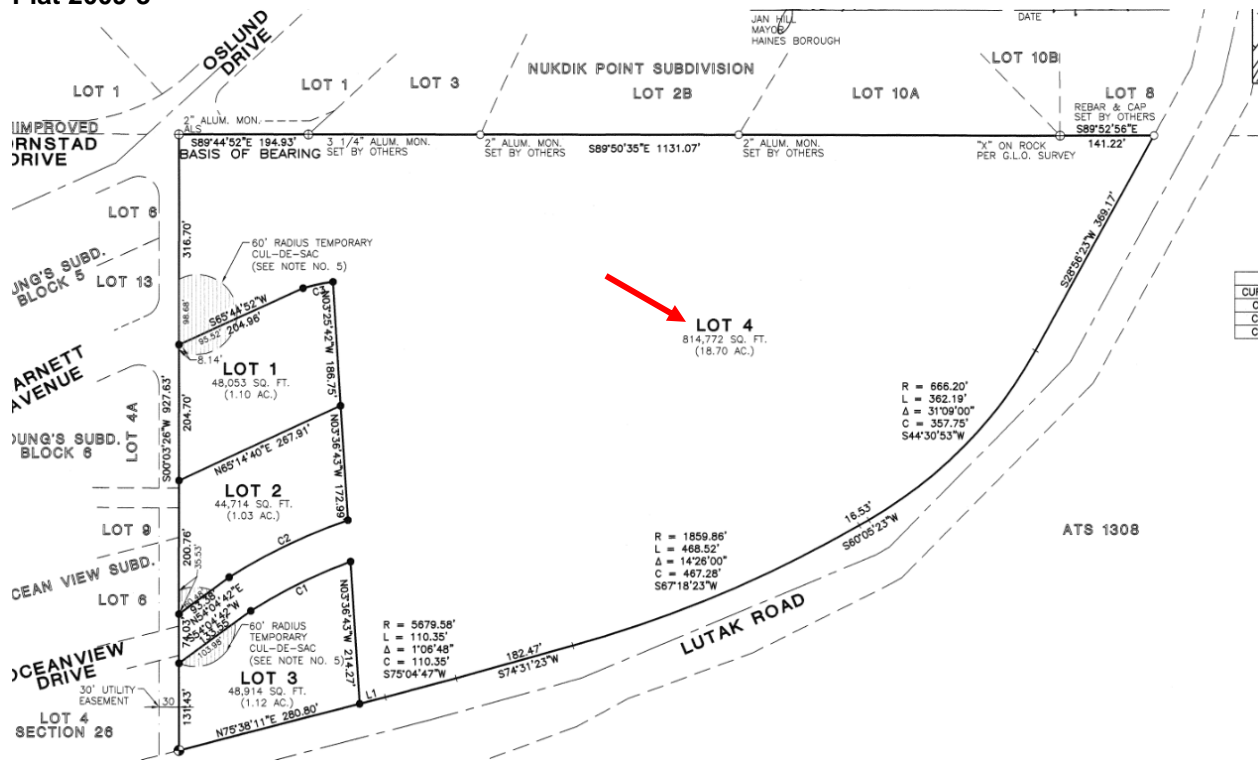 JAN HILL
MAYOR
HAINES BOROUGH
DATE
OSLUND
DRIVE
LOT 1
LOT 1
LOT 3
NUKDIK POINT SUBDIVISION
LOT 2B
LOT 10A
LOT 10B
LOT 8
REBAR & CAP
SET BY OTHERS
S89°52'56"E
141.22'
2" ALUM. MON.
ALS
S89°44'52"E 194.93'
BASIS OF BEARING
3 1/4" ALUM. MON.
SET BY OTHERS
2" ALUM. MON.
SET BY OTHERS
S89°50'35"E 1131.07'
2" ALUM. MON.
SET BY OTHERS
"X" ON ROCK
PER G.L.O. SURVEY
DRIVE
LOT 6
316.70'
60' RADIUS TEMPORARY
CUL-DE-SAC
(SEE NOTE NO. 5)
LOT 13
BLOCK 5
98.68'
S65°44'52"W
95.52' 204.96'
C3
N03°25'42"W 186.75'
S28°56'23"W 369.17'
LOT 4
814,772 SQ. FT.
(18.70 AC.)
8.14'
LOT 1
48,053 SQ. FT.
(1.10 AC.)
AVENUE
LOT 4A
S00°03'26"W 927.63'
204.70'
BLOCK 6
N65°14'40"E 267.91'
N03°36'43"W 172.99
R = 666.20'
L = 362.19'
Δ = 31°09'00"
C = 357.75'
S44°30'53"W
LOT 2
44,714 SQ. FT.
(1.03 AC.)
LOT 9
200.76'
35.53'
C2
16.53'
S60°05'23"W
ATS 1308
VIEW SUBD.
LOT 6
93.38'
N54°04'42"E
S54°04'42"W
133.55'
103.98'
C1
N03°36'43"W 214.27'
R = 1859.86'
L = 468.52'
Δ = 14°26'00"
C = 467.28'
S67°18'23"W
LUTAK ROAD
R = 5679.58'
L = 110.35'
Δ = 1°06'48"
C = 110.35'
S75°04'47"W
182.47'
S74°31'23"W
60' RADIUS
TEMPORARY
CUL-DE-SAC
(SEE NOTE NO. 5)
OCEANVIEW
DRIVE
30' UTILITY
EASEMENT
30
131.43
LOT 3
48,914 SQ. FT.
(1.12 AC.)
L1
N75°38'11"E 280.80'
LOT 4
SECTION 26